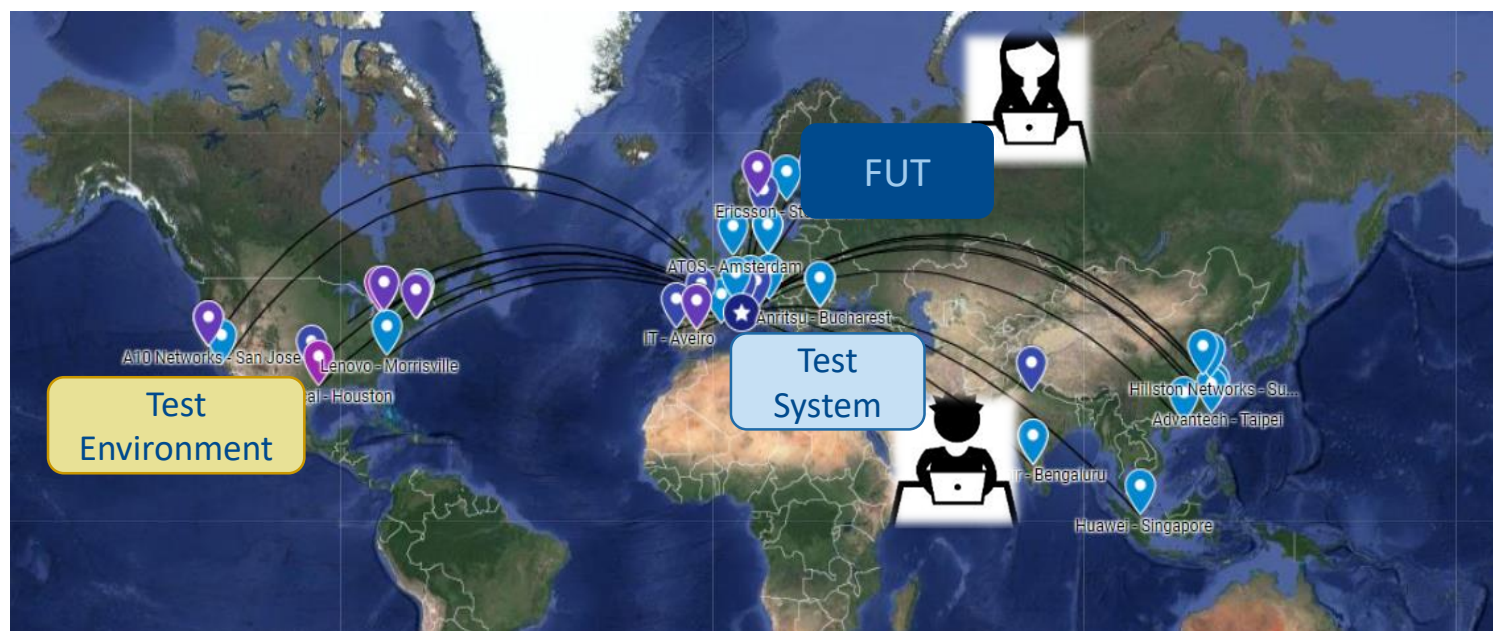 FUT
Ericsson - St
ATOS - Amsterdam
Anritsu - Bucharest
IT - Aveiro
A10 Networks - San Jose
Lenovo - Morrisville
- Houston
Test
System
Test
Environment
Hillston Networks - Su...
Advantech - Taipei
- Bengaluru
Huawei - Singapore